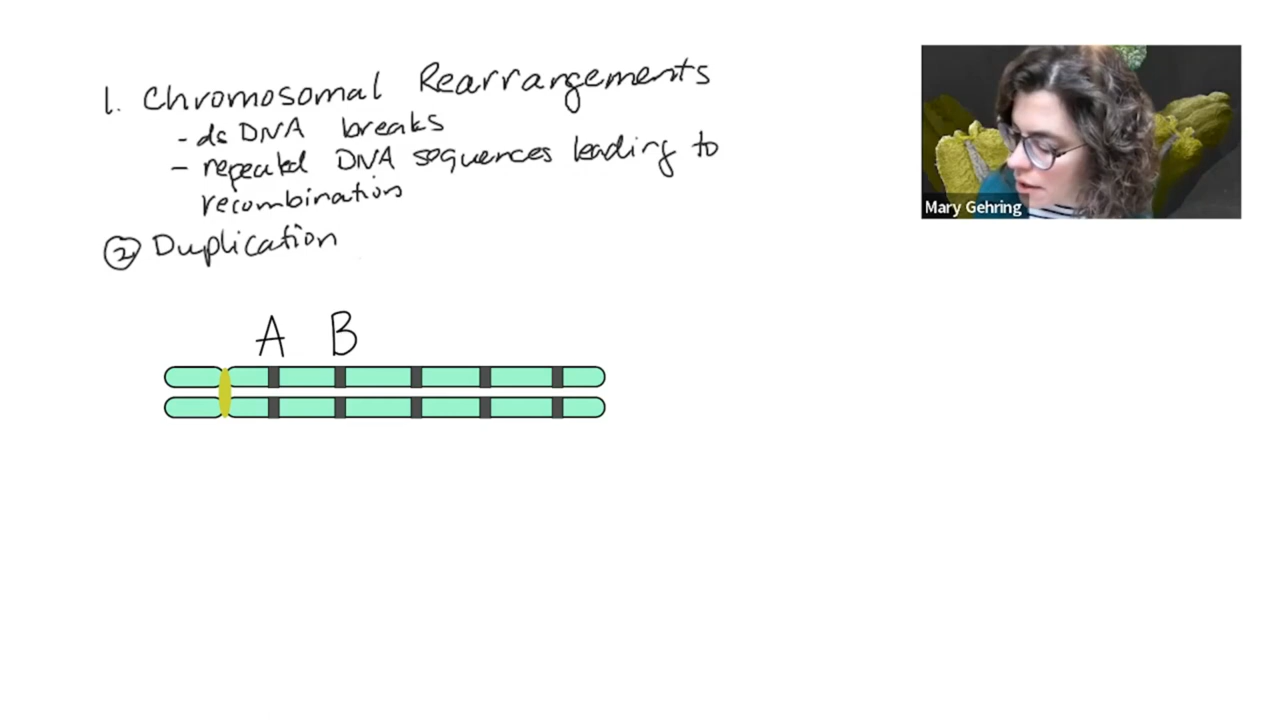 1. Chromosomal Rearrangements
- ds DNA breaks
- repeated DNA sequences leading to
recombination
② Duplication
A B
Mary Gehring